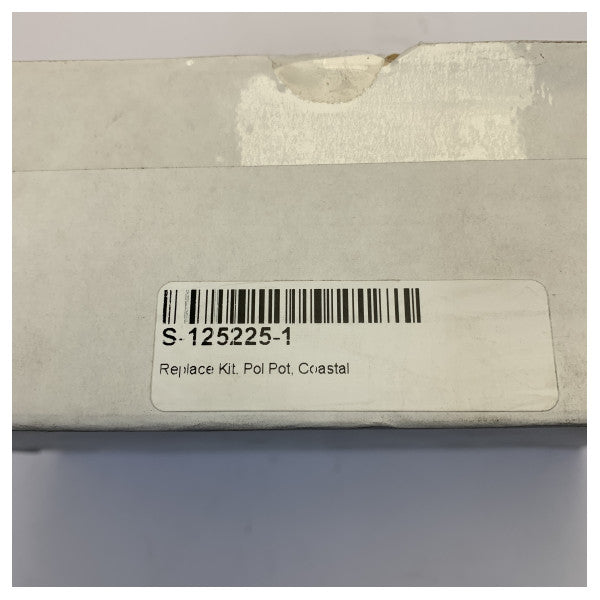 S-125225-1
Replace Kit. Pol Pot, Coastal